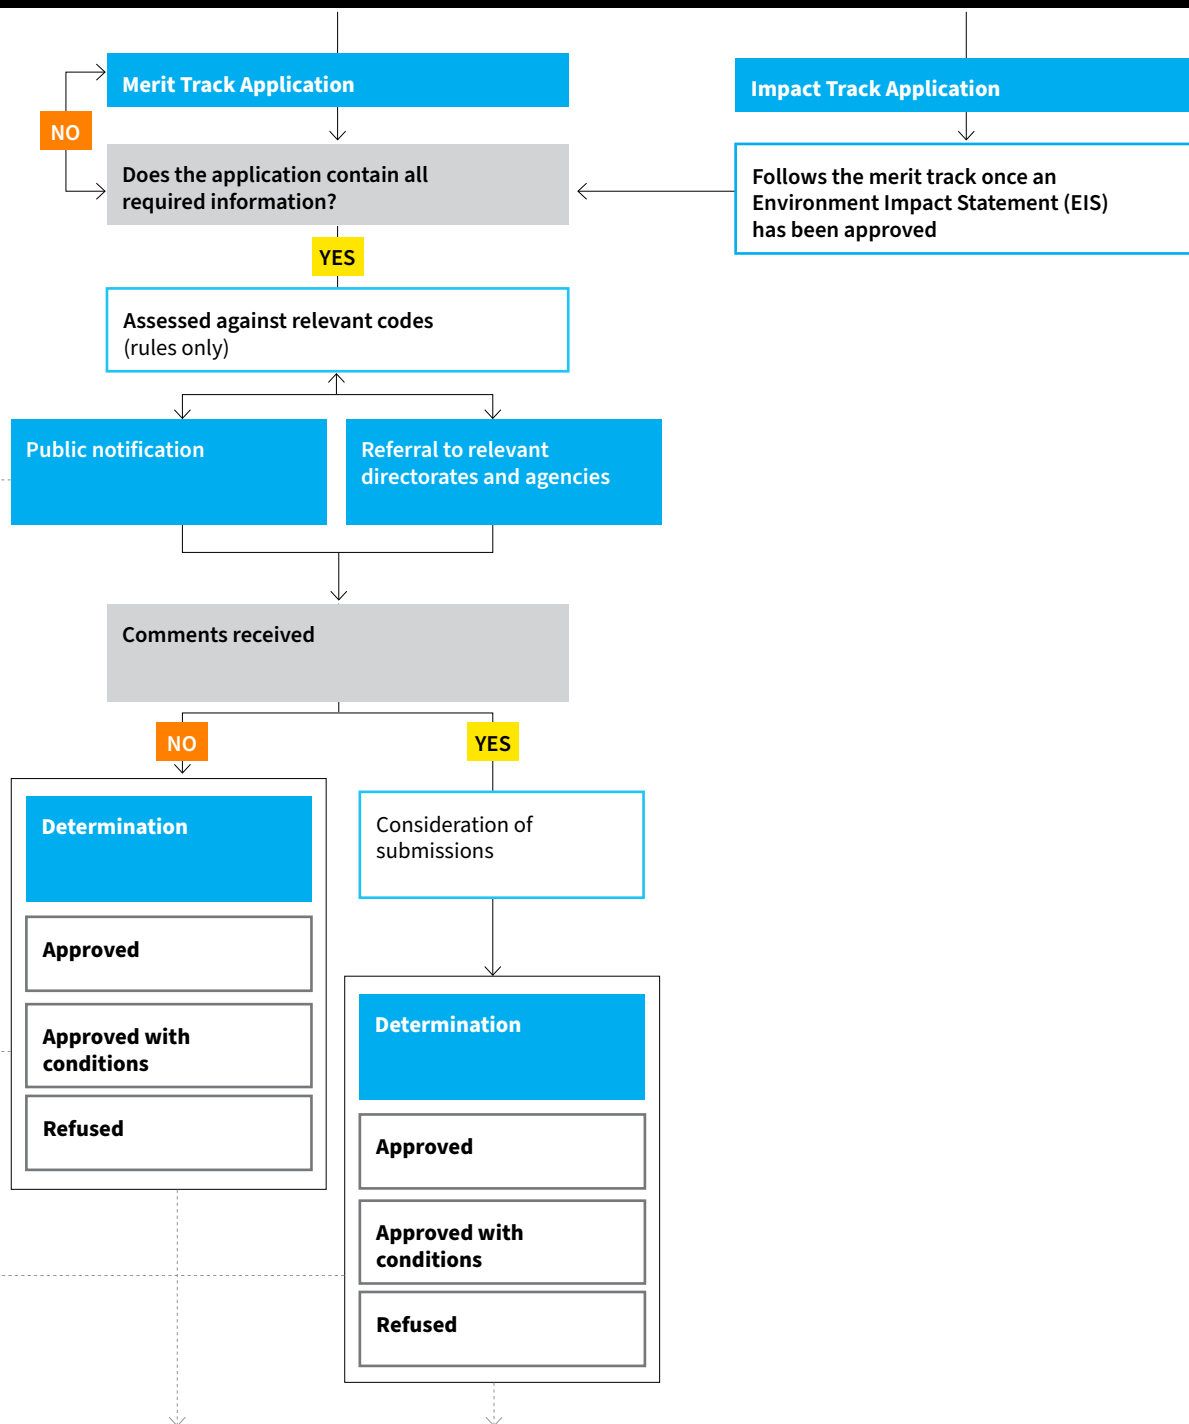 Merit Track Application
Impact Track Application
NO
Does the application contain all
required information?
Follows the merit track once an
Environment Impact Statement (EIS)
has been approved
YES
Assessed against relevant codes
(rules only)
Public notification
Referral to relevant
directorates and agencies
Comments received
NO
YES
Determination
Approved
Approved with
conditions
Refused
Consideration of
submissions
Determination
Approved
Approved with
conditions
Refused